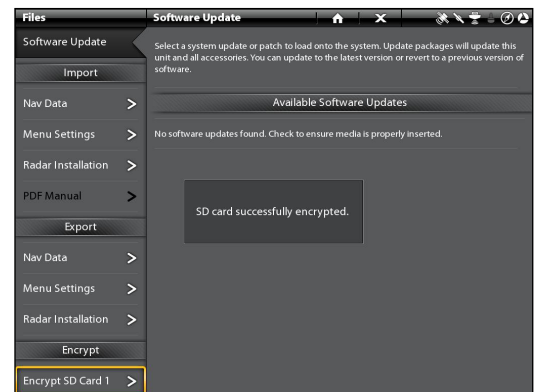 Files
Software Update
Software Update
Select a system update or patch to load onto the system. Update packages will update this
unit and all accessories. You can update to the latest version or revert to a previous version of
software.
Import
Available Software Updates
Nav Data
No software updates found. Check to ensure media is properly inserted.
Menu Settings
Radar Installation
PDF Manual
SD card successfully encrypted.
Export
Nav Data
Menu Settings
Radar Installation
Encrypt
Encrypt SD Card 1